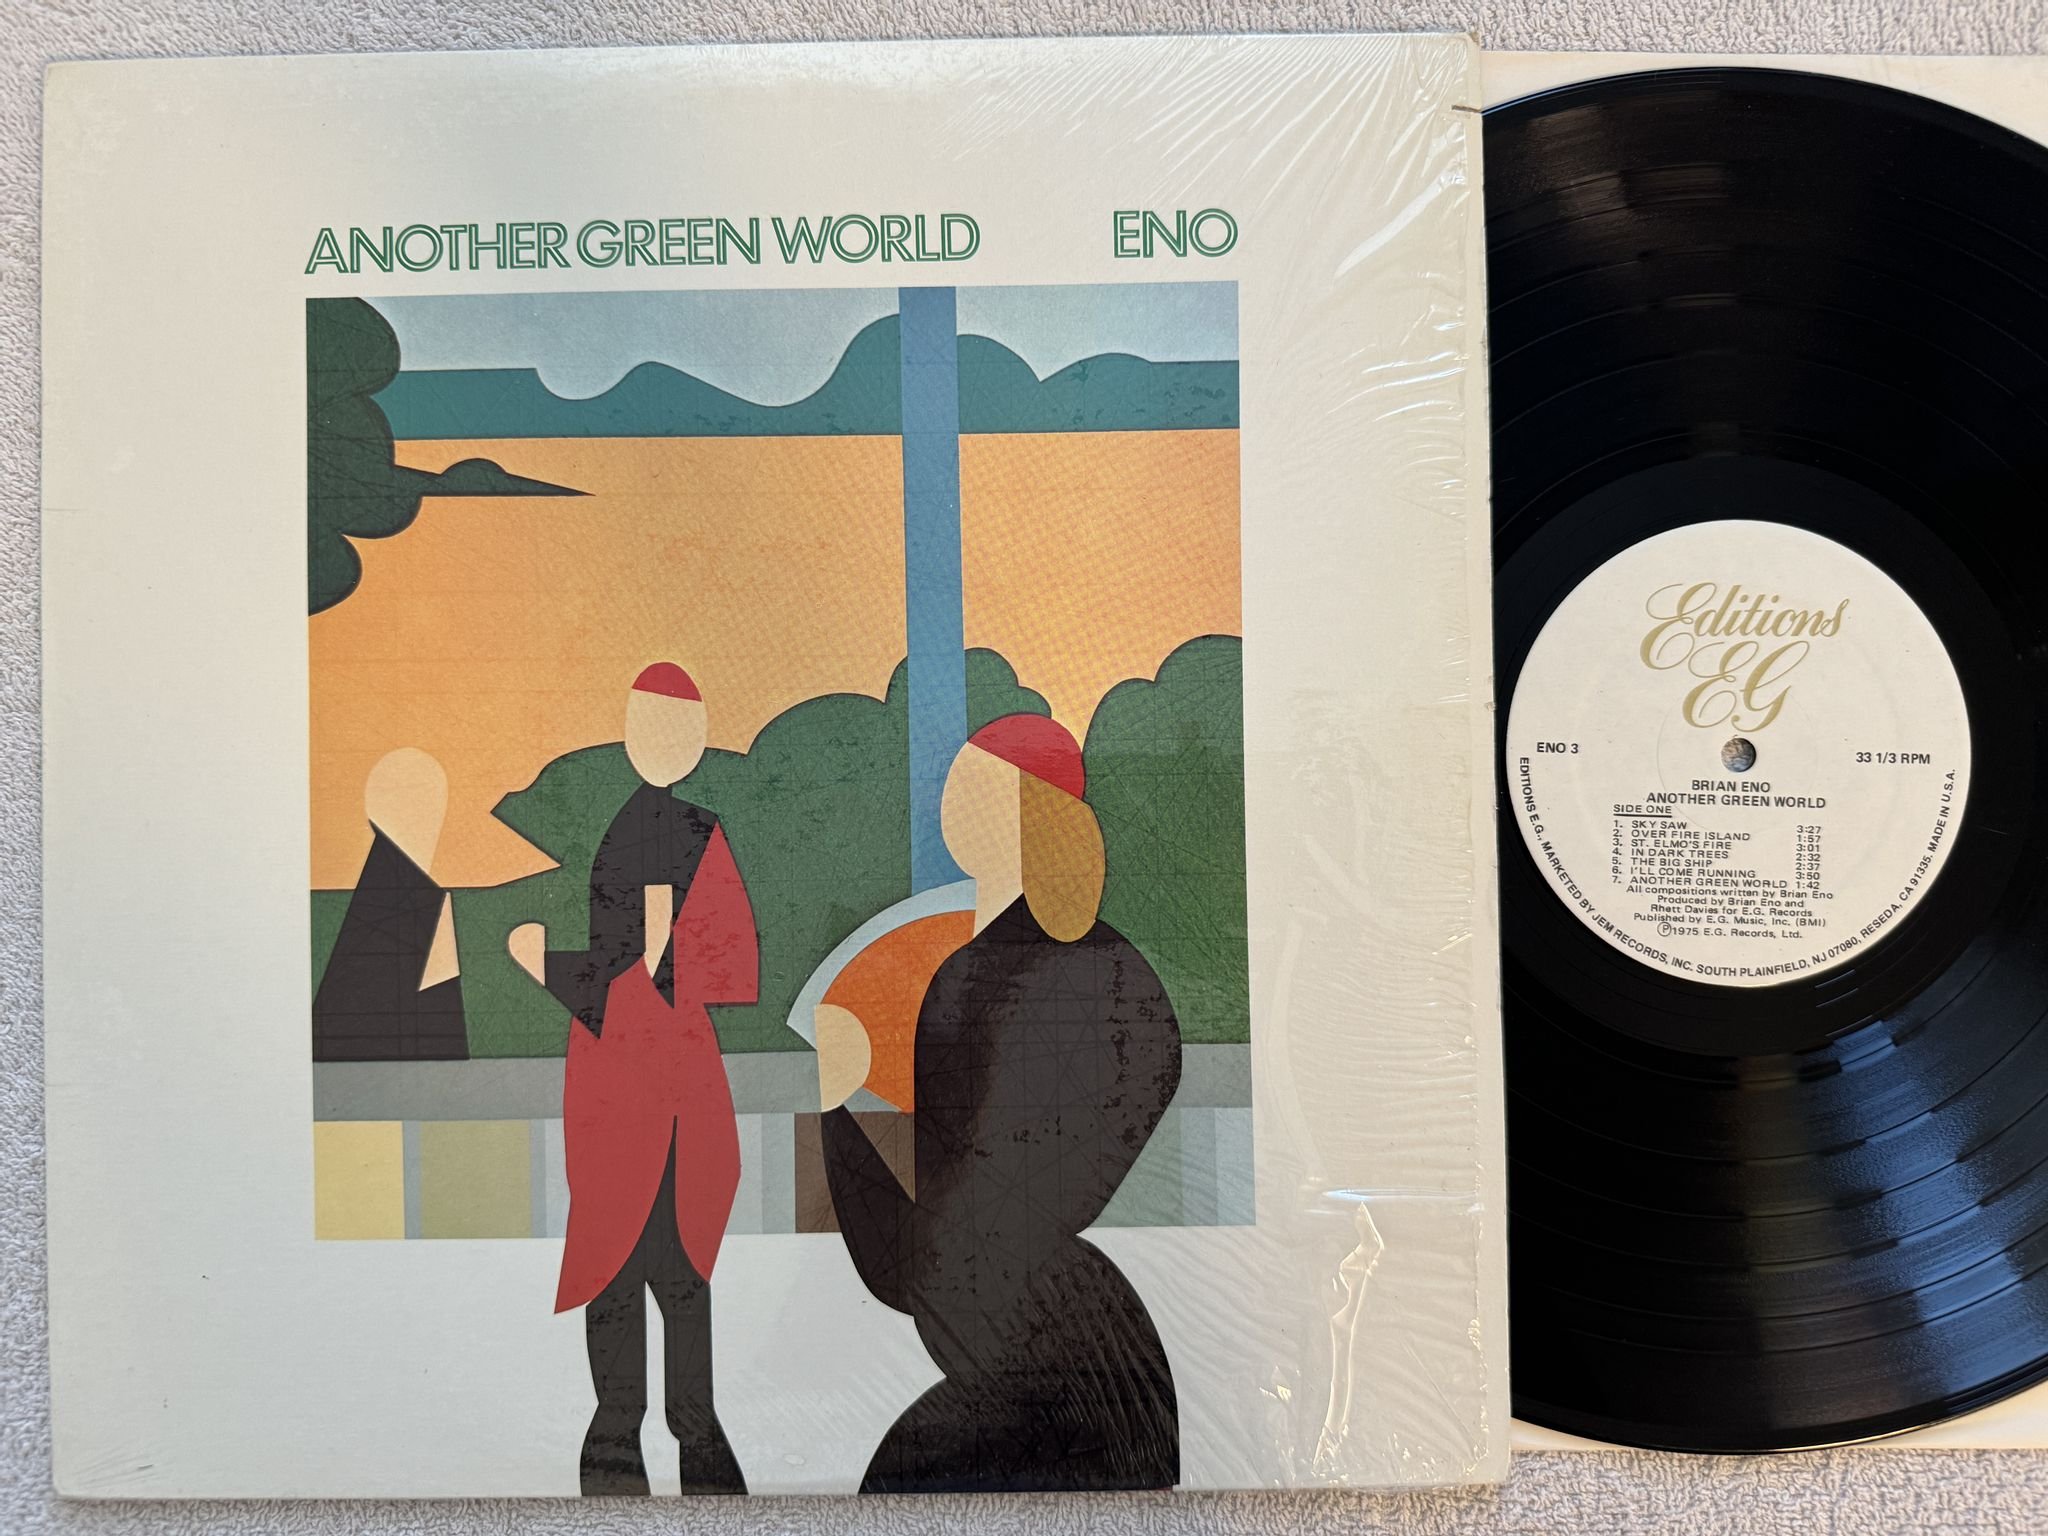 ANOTHER GREEN WORLD ENO
Editions
EG
ENO 3 33 1/3 RPM
BRIAN ENO
ANOTHER GREEN WORLD
SIDE ONE
1. SKY SAW 3:27
2. OVER FIRE ISLAND 1:57
3. ST. ELMO'S FIRE 3:01
4. IN DARK TREES 2:32
5. THE BIG SHIP 2:37
6. I'LL COME RUNNING 3:50
7. ANOTHER GREEN WORLD 1:42
All compositions written by Brian Eno
Produced by Brian Eno and
Rhett Davies for E.G. Records
Published by E.G. Music, Inc. (BMI)
Ⓟ1975 E.G. Records, Ltd.
EDITIONS E.G., MARKETED BY JEM RECORDS, INC. SOUTH PLAINFIELD, NJ 07080, RESEDA, CA 91335. MADE IN U.S.A.